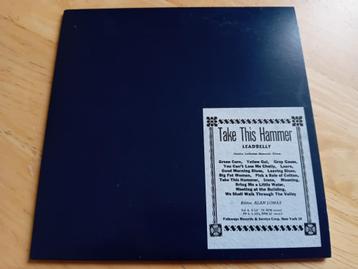 Take This Hammer
LEADBELLY
Green Corn, Yellow Gal, Gray Goose,
You Can't Lose Me Cholly, Laura,
Good Morning Blues, Leaving Blues,
Big Fat Woman, Pick a Bale of Cotton,
Take This Hammer, Irene, Moaning,
Bring Me a Little Water,
Meeting at the Building,
We Shall Walk Through The Valley
Editor, ALAN LOMAX
Folkways Records & Service Corp. New York